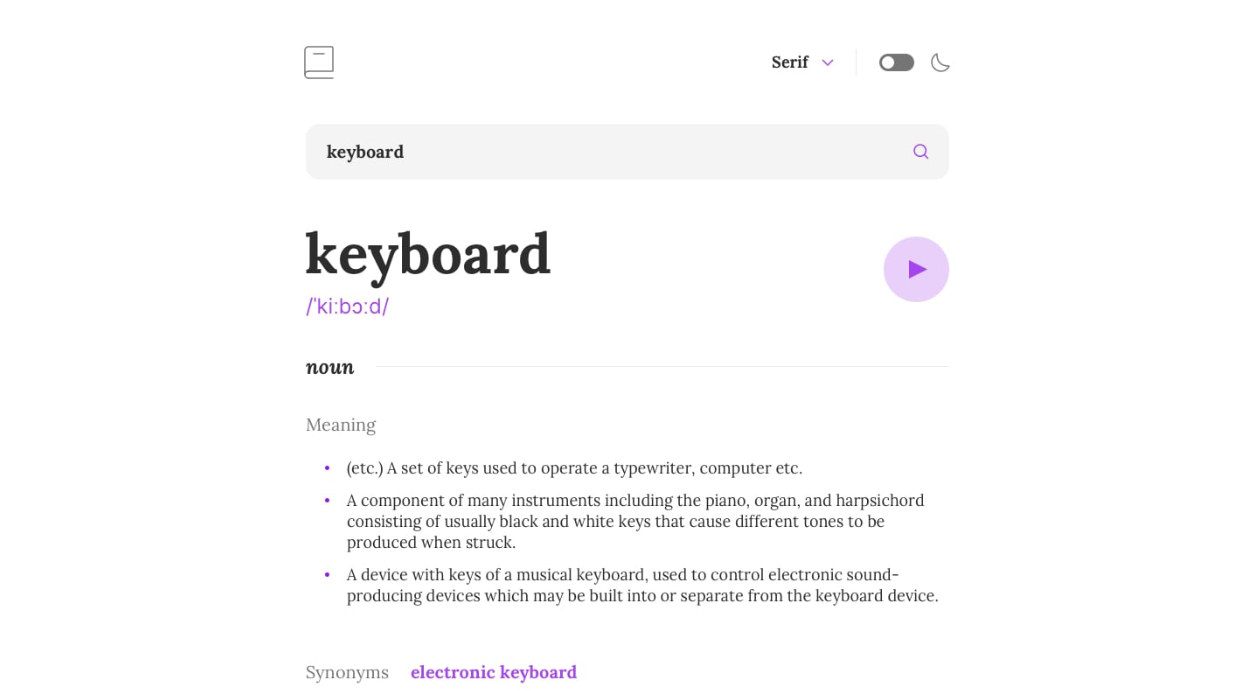 Serif
keyboard
keyboard
/ˈkiːbɔːd/
noun
Meaning
(etc.) A set of keys used to operate a typewriter, computer etc.
A component of many instruments including the piano, organ, and harpsichord
consisting of usually black and white keys that cause different tones to be
produced when struck.
A device with keys of a musical keyboard, used to control electronic sound-
producing devices which may be built into or separate from the keyboard device.
Synonyms electronic keyboard